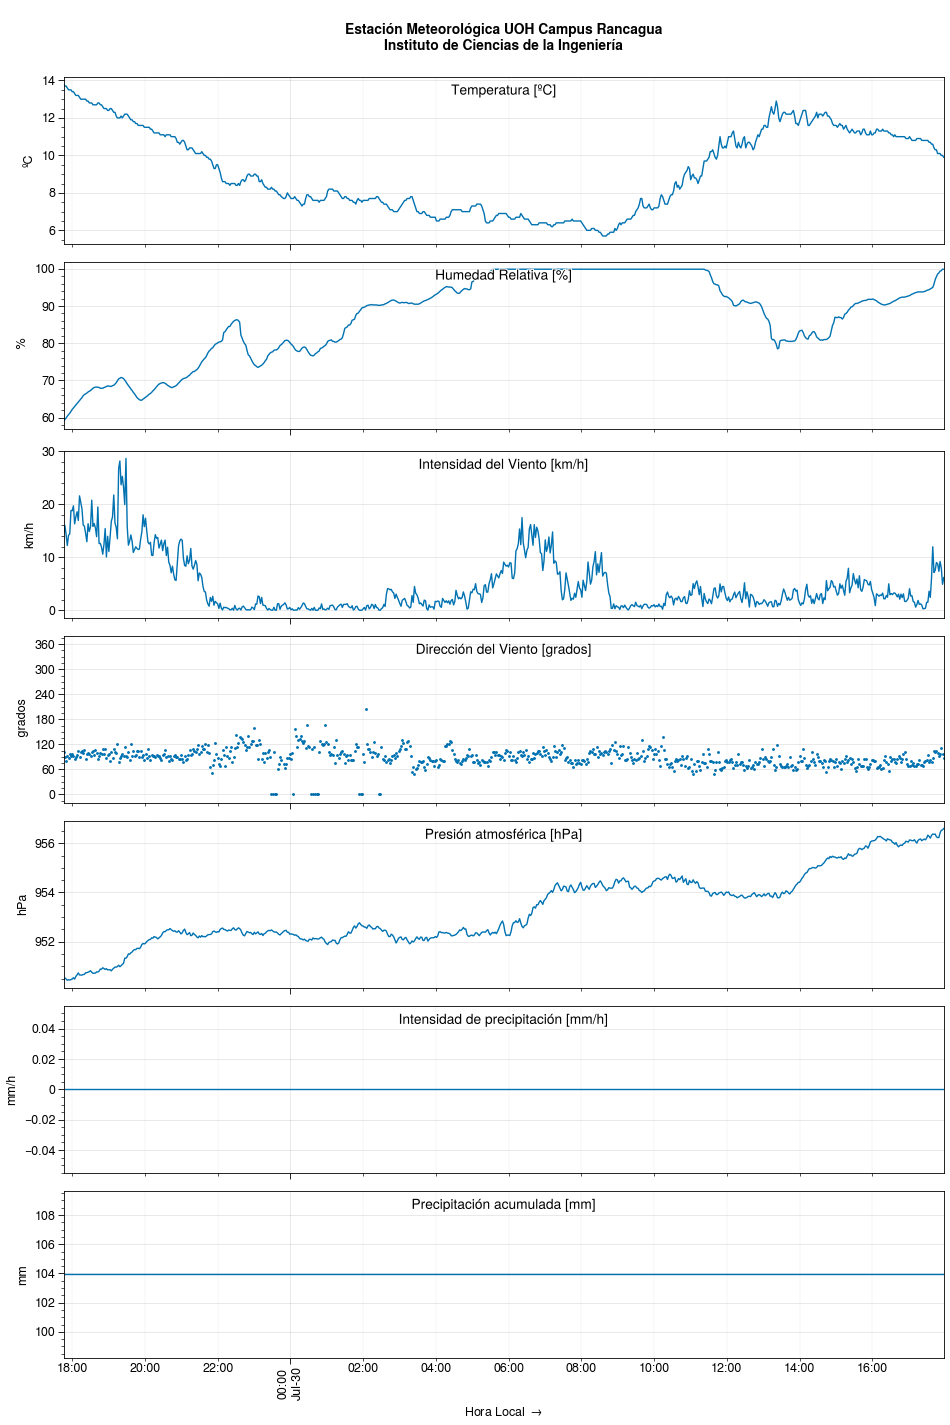 Estación Meteorológica UOH Campus Rancagua
Instituto de Ciencias de la Ingeniería
Temperatura [ºC]
ºC
14
12
10
8
6
Humedad Relativa [%]
%
100
90
80
70
60
Intensidad del Viento [km/h]
km/h
30
20
10
0
Dirección del Viento [grados]
grados
360
300
240
180
120
60
0
Presión atmosférica [hPa]
hPa
956
954
952
Intensidad de precipitación [mm/h]
mm/h
0.04
0.02
0
−0.02
−0.04
Precipitación acumulada [mm]
mm
108
106
104
102
100
18:00 20:00 22:00 00:00 02:00 04:00 06:00 08:00 10:00 12:00 14:00 16:00
Jul-30
Hora Local →